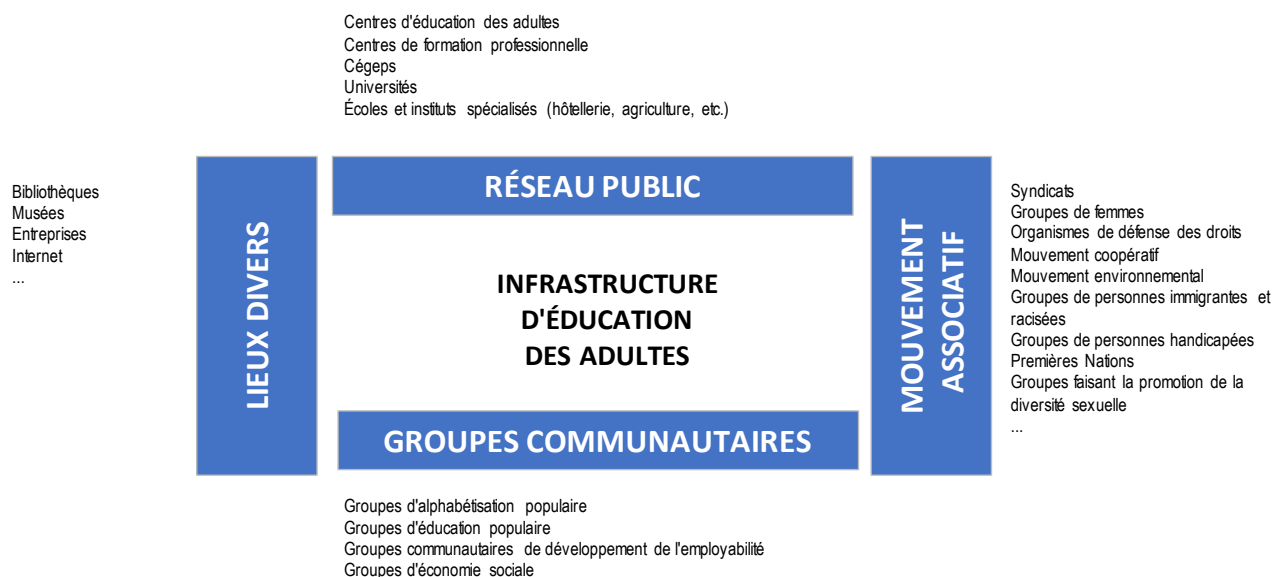 Centres d'éducation des adultes
Centres de formation professionnelle
Cégeps
Universités
Écoles et instituts spécialisés (hôtellerie, agriculture, etc.)
RÉSEAU PUBLIC
Bibliothèques
Musées
Entreprises
Internet
...
LIEUX DIVERS
INFRASTRUCTURE
D'ÉDUCATION
DES ADULTES
MOUVEMENT
ASSOCIATIF
Syndicats
Groupes de femmes
Organismes de défense des droits
Mouvement coopératif
Mouvement environnemental
Groupes de personnes immigrantes et
racisées
Groupes de personnes handicapées
Premières Nations
Groupes faisant la promotion de la
diversité sexuelle
...
GROUPES COMMUNAUTAIRES
Groupes d'alphabétisation populaire
Groupes d'éducation populaire
Groupes communautaires de développement de l'employabilité
Groupes d'économie sociale